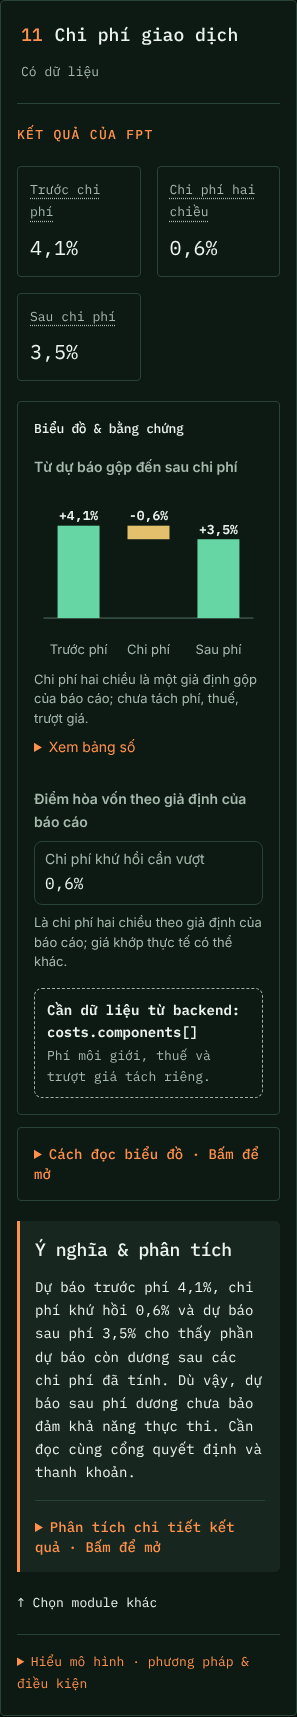 11 Chi phí giao dịch
Có dữ liệu
KẾT QUẢ CỦA FPT
Trước chi
phí
4,1%
Chi phí hai
chiều
0,6%
Sau chi phí
3,5%
Biểu đồ & bằng chứng
Từ dự báo gộp đến sau chi phí
+4,1%
-0,6%
+3,5%
Trước phí
Chi phí
Sau phí
Chi phí hai chiều là một giả định gộp
của báo cáo; chưa tách phí, thuế,
trượt giá.
▶ Xem bảng số
Điểm hòa vốn theo giả định của
báo cáo
Chi phí khứ hồi cần vượt
0,6%
Là chi phí hai chiều theo giả định của
báo cáo; giá khớp thực tế có thể
khác.
Cần dữ liệu từ backend:
costs.components[]
Phí môi giới, thuế và
trượt giá tách riêng.
▶ Cách đọc biểu đồ · Bấm để
mở
Ý nghĩa & phân tích
Dự báo trước phí 4,1%, chi
phí khứ hồi 0,6% và dự báo
sau phí 3,5% cho thấy phần
dự báo còn dương sau các
chi phí đã tính. Dù vậy, dự
báo sau phí dương chưa bảo
đảm khả năng thực thi. Cần
đọc cùng cổng quyết định và
thanh khoản.
▶ Phân tích chi tiết kết
quả · Bấm để mở
↑ Chọn module khác
▶ Hiểu mô hình · phương pháp &
điều kiện